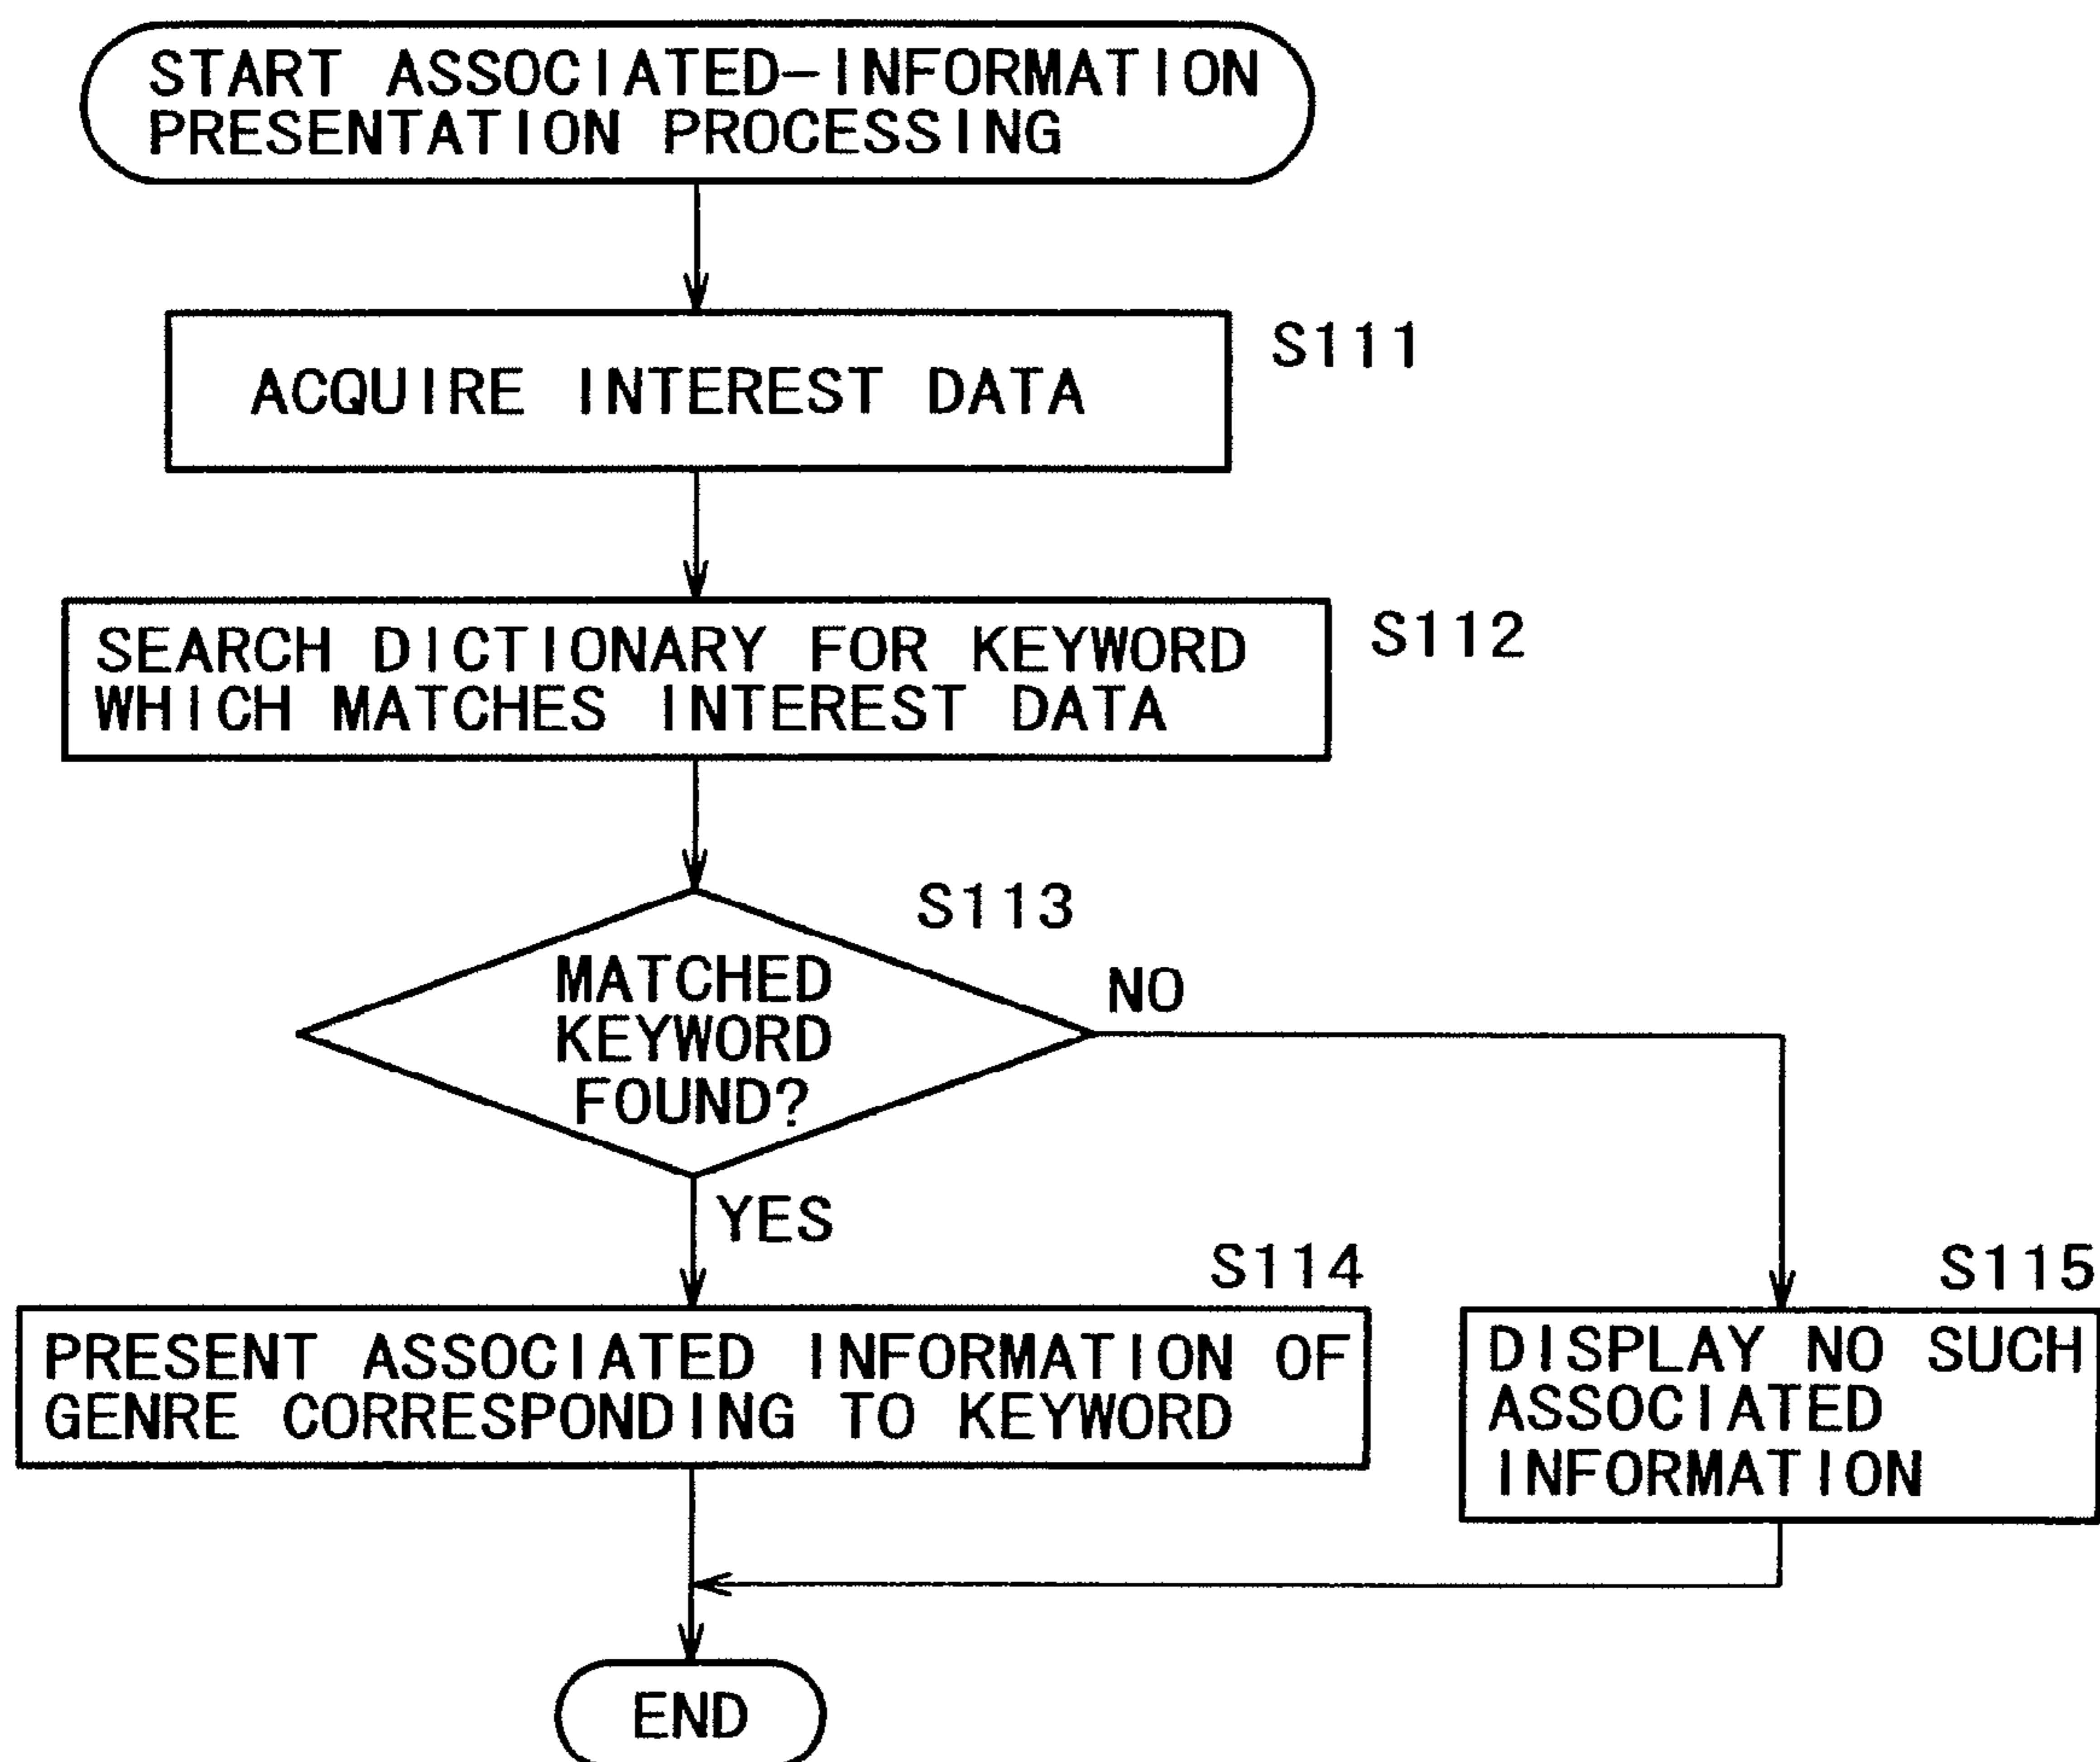 START ASSOCIATED-INFORMATION
PRESENTATION PROCESSING
S111
ACQUIRE INTEREST DATA
S112
SEARCH DICTIONARY FOR KEYWORD
WHICH MATCHES INTEREST DATA
S113
MATCHED
KEYWORD
FOUND?
NO
YES
S114
PRESENT ASSOCIATED INFORMATION OF
GENRE CORRESPONDING TO KEYWORD
S115
DISPLAY NO SUCH
ASSOCIATED
INFORMATION
END